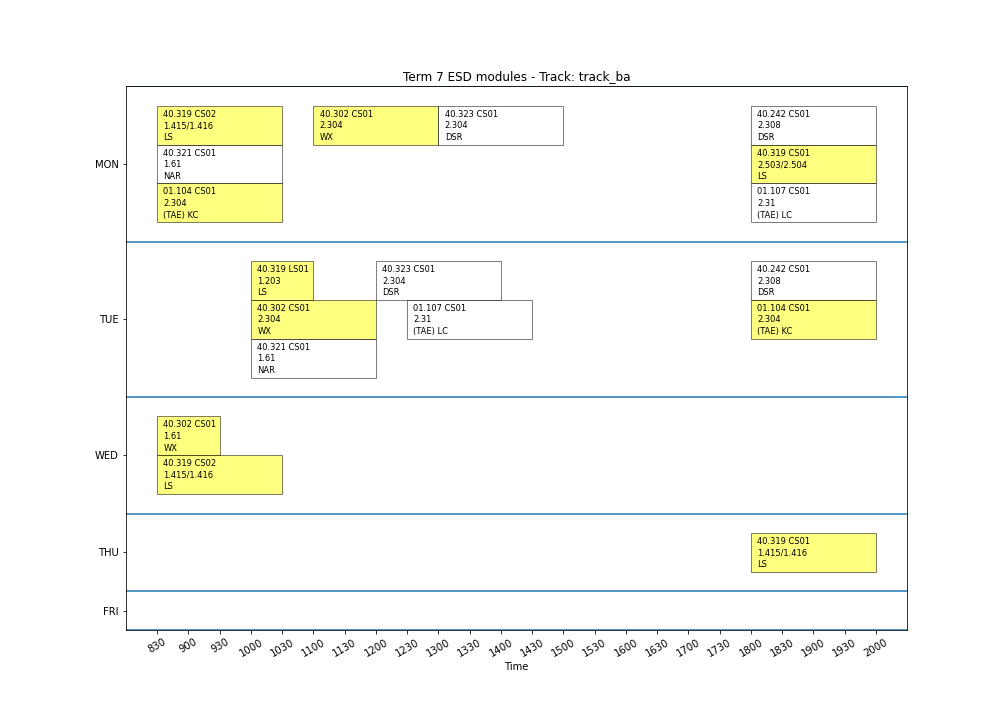 Term 7 ESD modules - Track: track_ba
MON
40.319 CS02
1.415/1.416
LS
40.321 CS01
1.61
NAR
01.104 CS01
2.304
(TAE) KC
40.302 CS01
2.304
WX
40.323 CS01
2.304
DSR
40.242 CS01
2.308
DSR
40.319 CS01
2.503/2.504
LS
01.107 CS01
2.31
(TAE) LC
TUE
40.319 LS01
1.203
LS
40.302 CS01
2.304
WX
40.321 CS01
1.61
NAR
40.323 CS01
2.304
DSR
01.107 CS01
2.31
(TAE) LC
40.242 CS01
2.308
DSR
01.104 CS01
2.304
(TAE) KC
WED
40.302 CS01
1.61
WX
40.319 CS02
1.415/1.416
LS
THU
40.319 CS01
1.415/1.416
LS
FRI
830 900 930 1000 1030 1100 1130 1200 1230 1300 1330 1400 1430 1500 1530 1600 1630 1700 1730 1800 1830 1900 1930 2000
Time